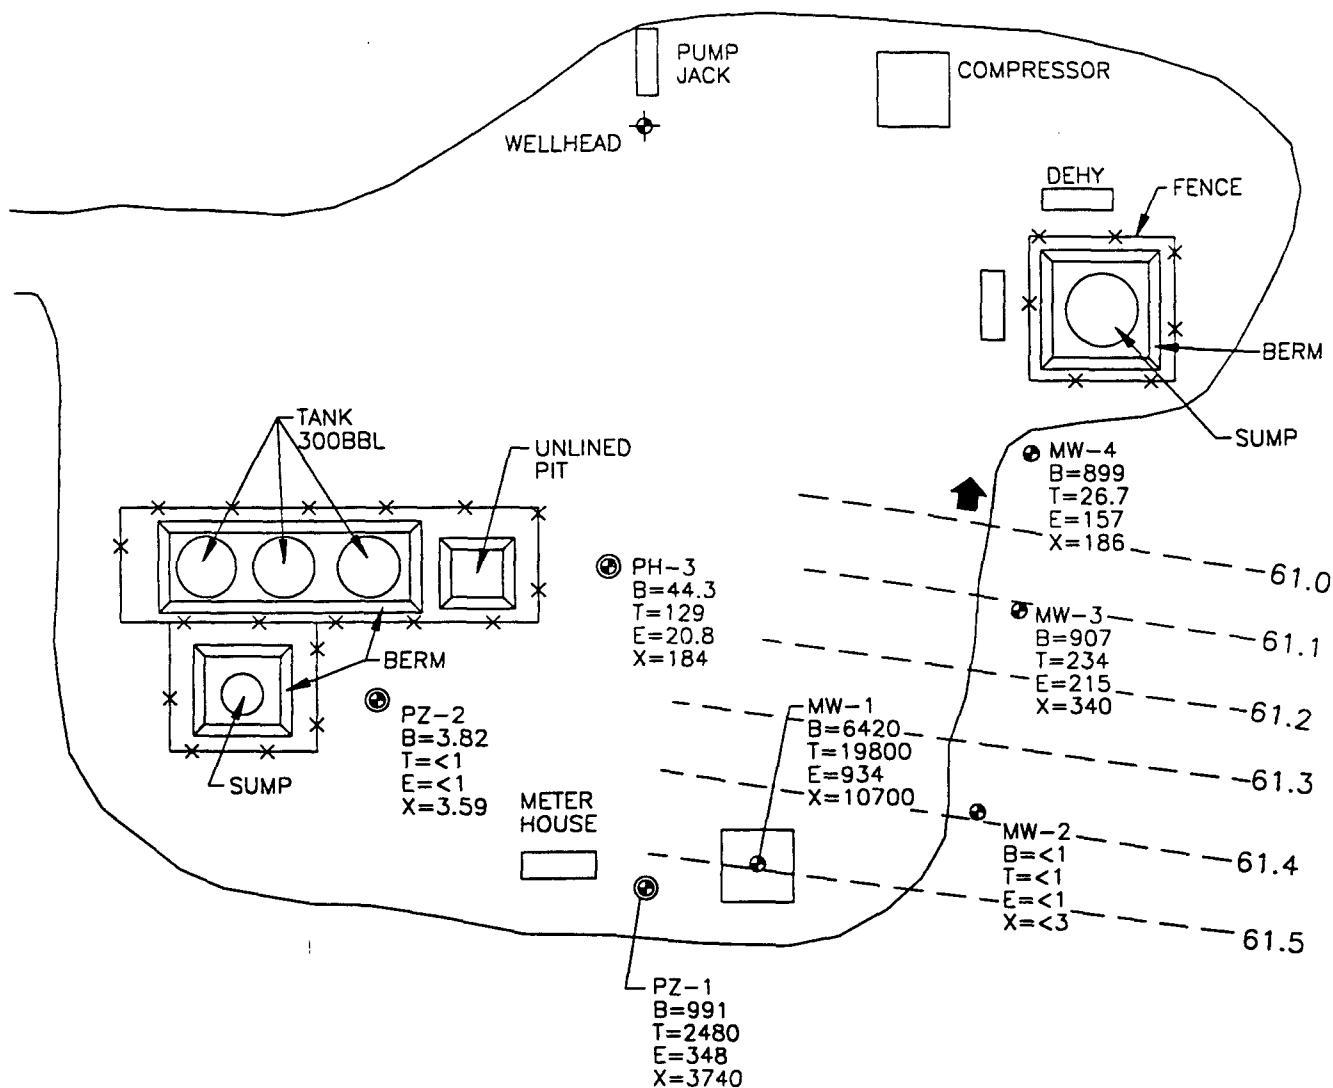 PUMP
JACK
COMPRESSOR
WELLHEAD
DEHY
FENCE
BERM
SUMP
TANK
300BBL
UNLINED
PIT
MW-4
B=899
T=26.7
E=157
X=186
61.0
PH-3
B=44.3
T=129
E=20.8
X=184
MW-3
B=907
T=234
E=215
X=340
61.1
BERM
61.2
PZ-2
B=3.82
T=<1
E=<1
X=3.59
SUMP
MW-1
B=6420
T=19800
E=934
X=10700
61.3
METER
HOUSE
MW-2
B=<1
T=<1
E=<1
X=<3
61.4
61.5
PZ-1
B=991
T=2480
E=348
X=3740